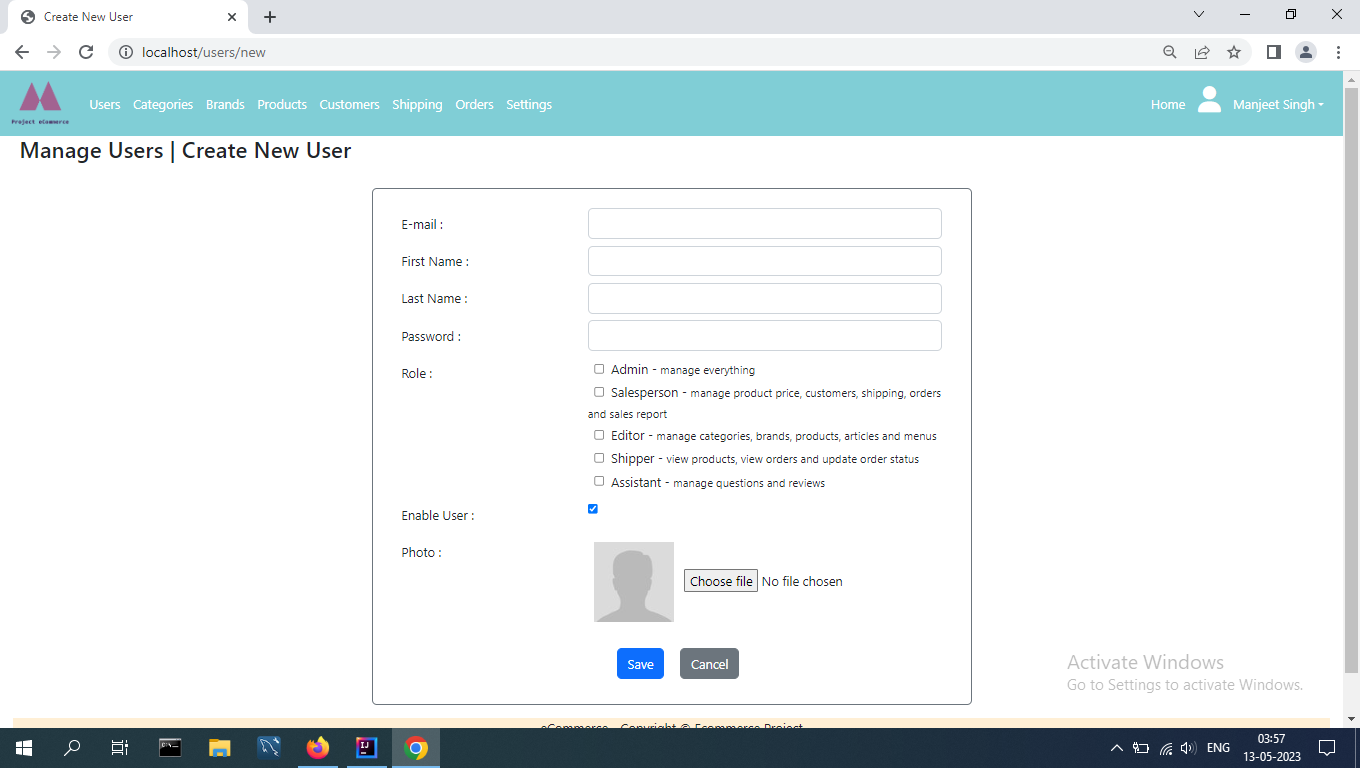 Create New User
localhost/users/new
Project eCommerce
Users Categories Brands Products Customers Shipping Orders Settings
Home Manjeet Singh
Manage Users | Create New User
E-mail :
First Name :
Last Name :
Password :
Role :
Admin - manage everything
Salesperson - manage product price, customers, shipping, orders
and sales report
Editor - manage categories, brands, products, articles and menus
Shipper - view products, view orders and update order status
Assistant - manage questions and reviews
Enable User :
Photo :
Choose file No file chosen
Save Cancel
Activate Windows
Go to Settings to activate Windows.
eCommerce - Copyright © Ecommerce Project
IJ
ENG
03:57
13-05-2023